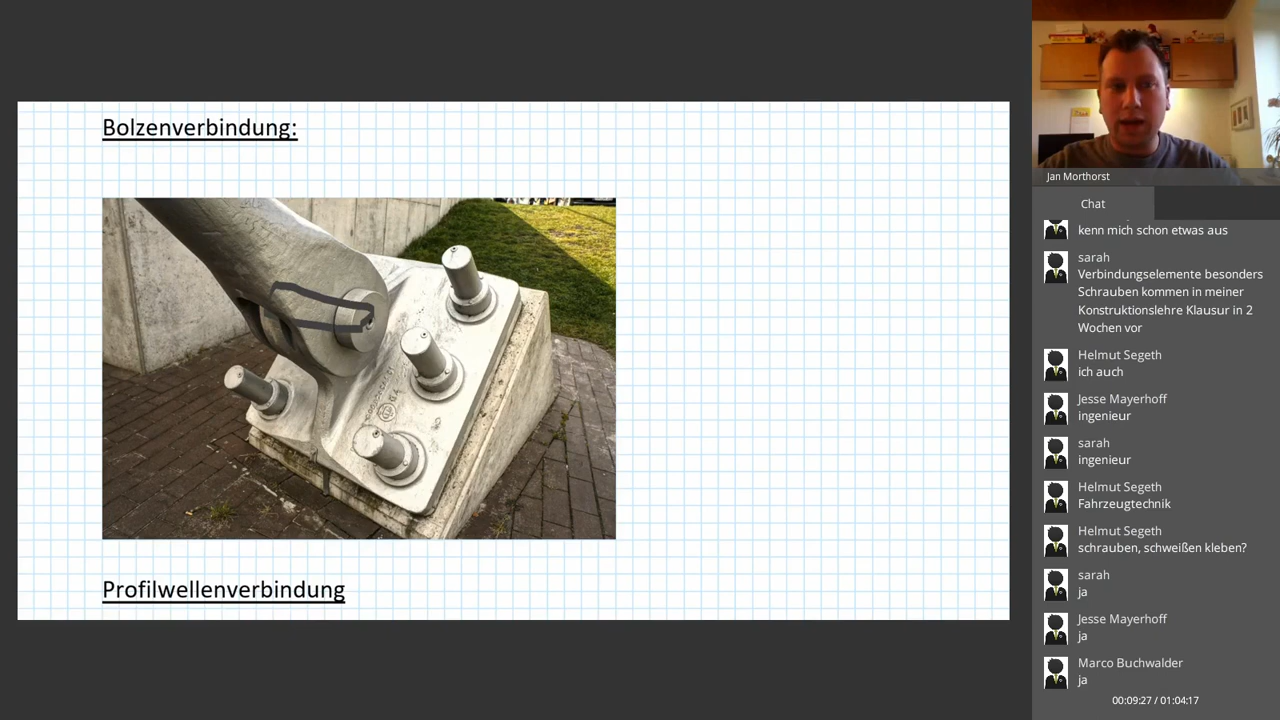 Bolzenverbindung:
Profilwellenverbindung
Jan Morthorst
Chat
kenn mich schon etwas aus
sarah
Verbindungselemente besonders
Schrauben kommen in meiner
Konstruktionslehre Klausur in 2
Wochen vor
Helmut Segeth
ich auch
Jesse Mayerhoff
ingenieur
sarah
ingenieur
Helmut Segeth
Fahrzeugtechnik
Helmut Segeth
schrauben, schweißen kleben?
sarah
ja
Jesse Mayerhoff
ja
Marco Buchwalder
ja
00:09:27 / 01:04:17